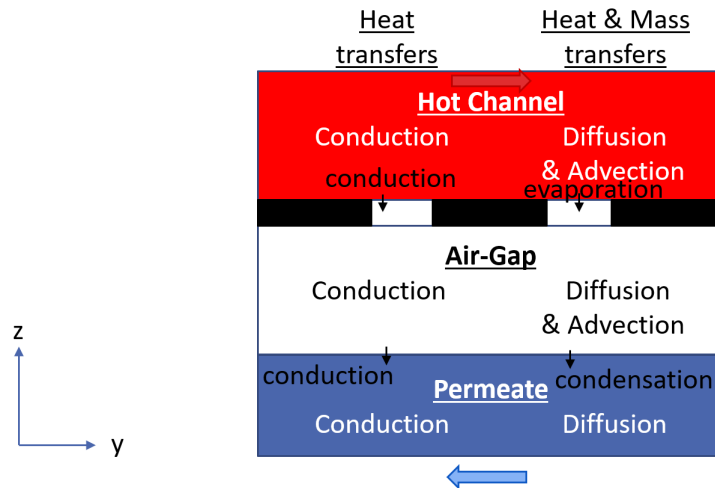 Heat
transfers
Heat & Mass
transfers
Hot Channel
Conduction
Diffusion
& Advection
conduction
evaporation
Air-Gap
Conduction
Diffusion
& Advection
conduction
condensation
Permeate
Conduction
Diffusion
z
y